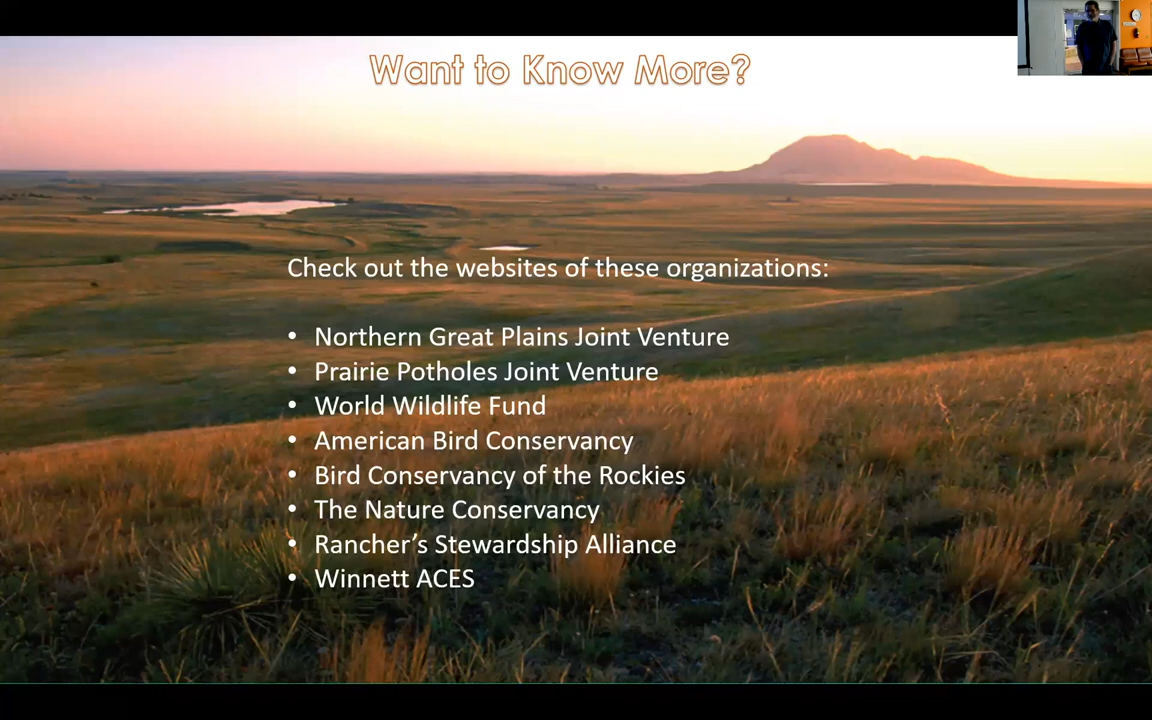 Want to Know More?
Check out the websites of these organizations:
• Northern Great Plains Joint Venture
• Prairie Potholes Joint Venture
• World Wildlife Fund
• American Bird Conservancy
• Bird Conservancy of the Rockies
• The Nature Conservancy
• Rancher’s Stewardship Alliance
• Winnett ACES